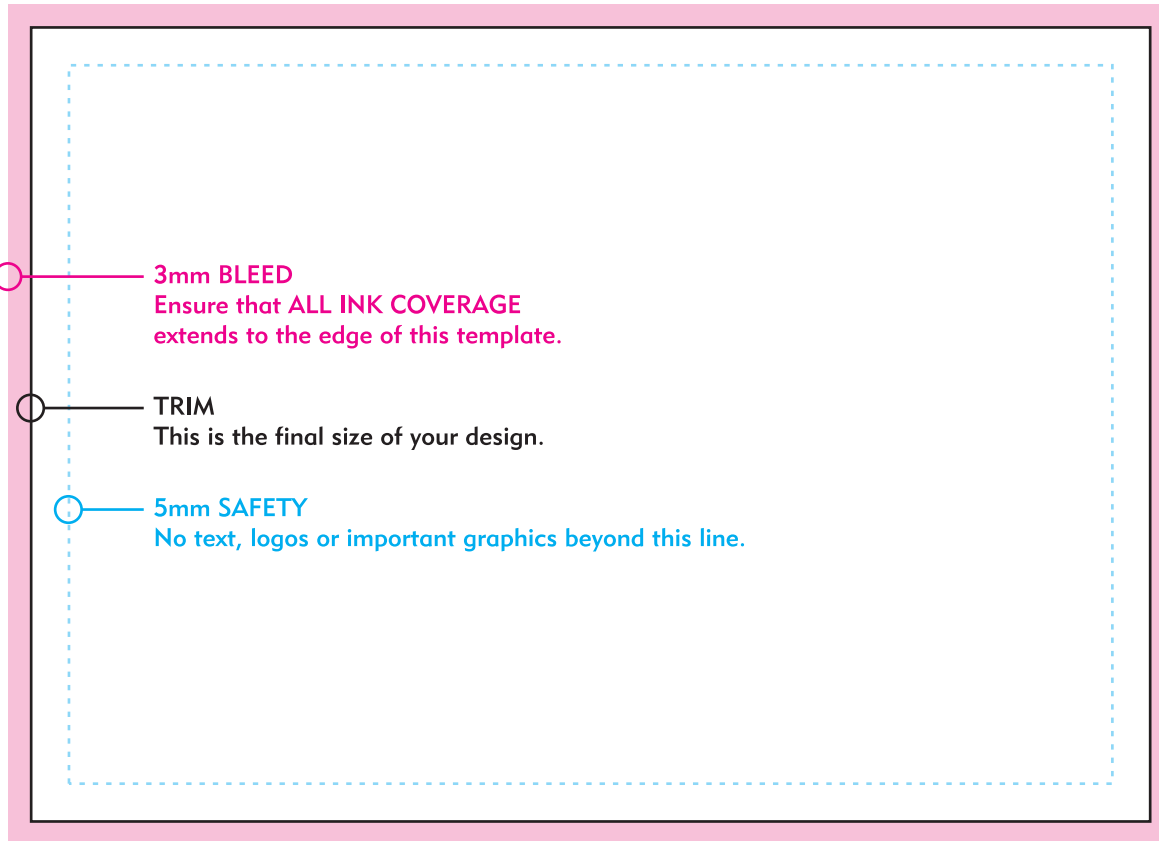 3mm BLEED
Ensure that ALL INK COVERAGE
extends to the edge of this template.
TRIM
This is the final size of your design.
5mm SAFETY
No text, logos or important graphics beyond this line.